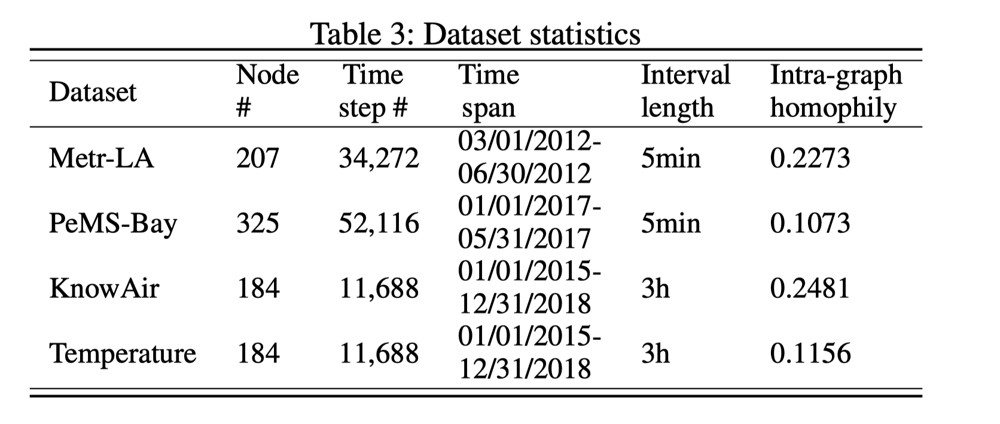 Table 3: Dataset statistics
Dataset Node # Time step # Time span Interval length Intra-graph homophily
Metr-LA 207 34,272 03/01/2012-06/30/2012 5min 0.2273
PeMS-Bay 325 52,116 01/01/2017-05/31/2017 5min 0.1073
KnowAir 184 11,688 01/01/2015-12/31/2018 3h 0.2481
Temperature 184 11,688 01/01/2015-12/31/2018 3h 0.1156